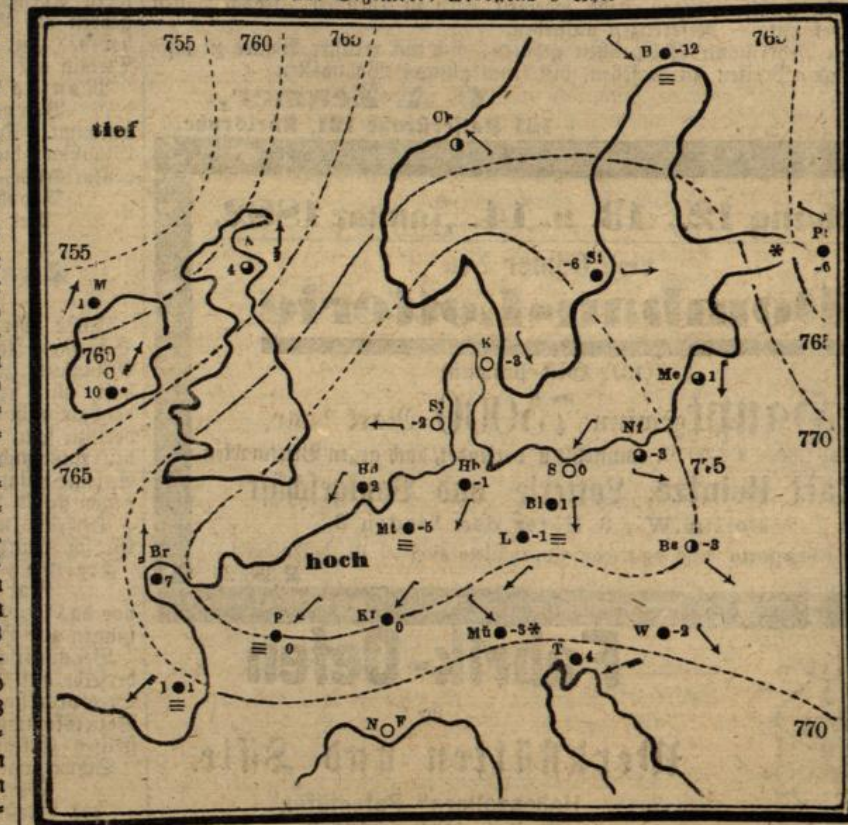 755 760 765 765
B -12
tief
Ch
755
Pt -6
A 4
St -6
M 1
760
K -3
765
Me 1
C 10
Sy -2
770
Nf -3
765
775
Hd 2
Hb -1
S 0
Bl 1
Mt -5
L -1
Bs -3
hoch
Br 7
P 0
Kr 0
Mü -3*
W -2
T 4
I 1
N F
770